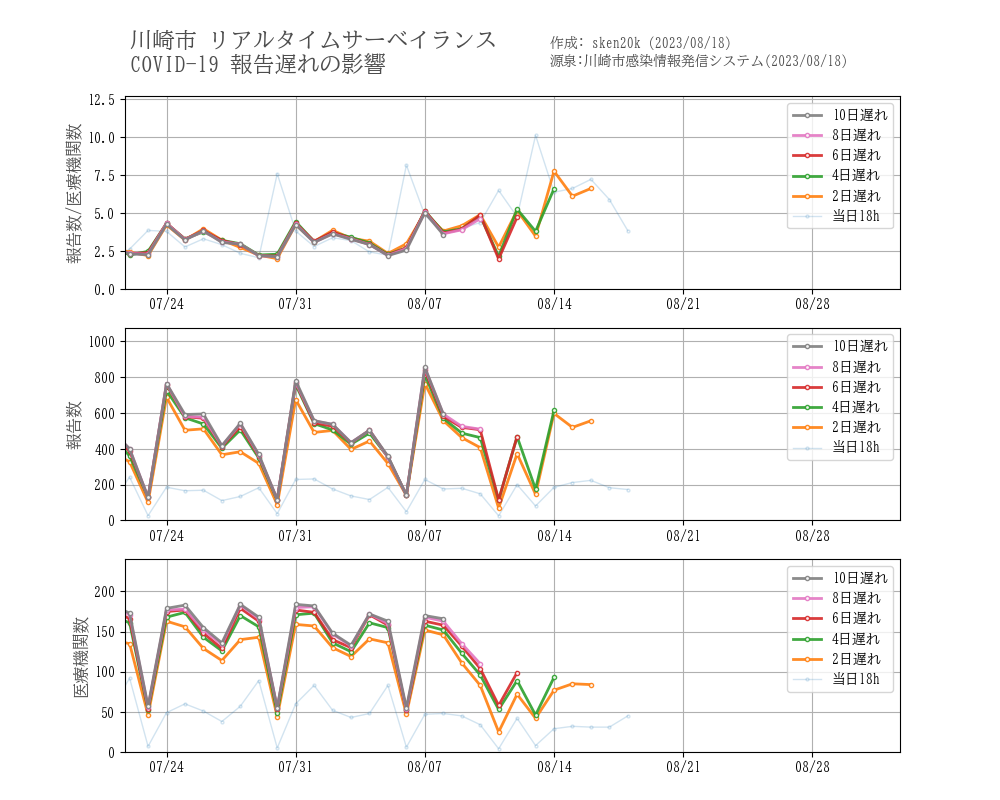 川崎市 リアルタイムサーベイランス
COVID-19 報告遅れの影響
作成: sken20k (2023/08/18)
源泉:川崎市感染情報発信システム(2023/08/18)
報告数/医療機関数
12.5
10.0
7.5
5.0
2.5
0.0
10日遅れ
8日遅れ
6日遅れ
4日遅れ
2日遅れ
当日18h
07/24 07/31 08/07 08/14 08/21 08/28
報告数
1000
800
600
400
200
0
10日遅れ
8日遅れ
6日遅れ
4日遅れ
2日遅れ
当日18h
07/24 07/31 08/07 08/14 08/21 08/28
医療機関数
200
150
100
50
0
10日遅れ
8日遅れ
6日遅れ
4日遅れ
2日遅れ
当日18h
07/24 07/31 08/07 08/14 08/21 08/28